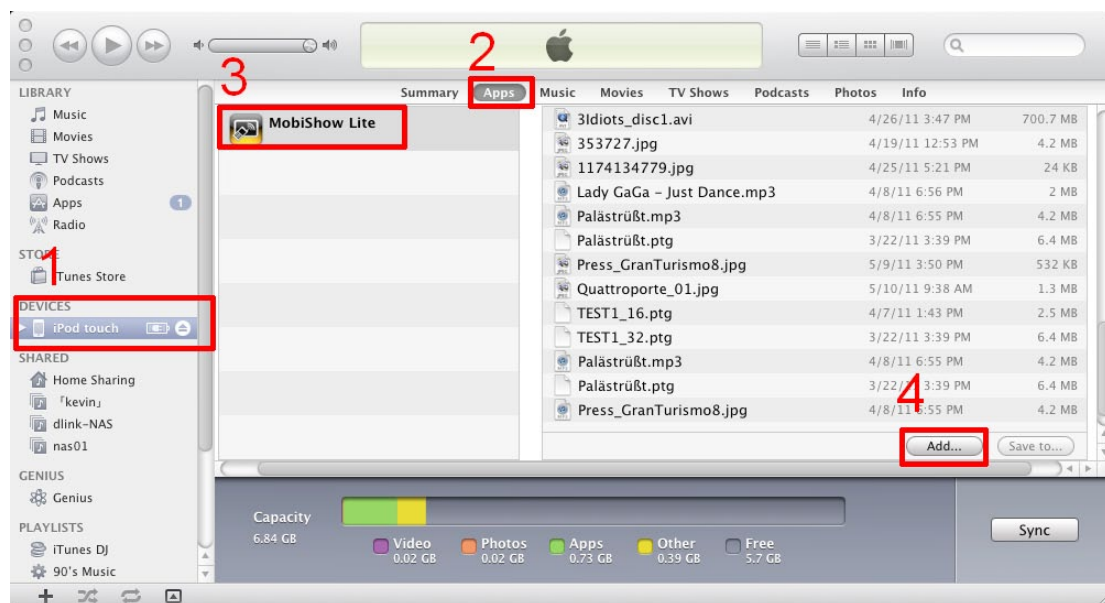 2
3
LIBRARY
Music
Movies
TV Shows
Podcasts
Apps 1
Radio
STORE
1
iTunes Store
DEVICES
iPod touch
SHARED
Home Sharing
「kevin」
dlink-NAS
nas01
GENIUS
Genius
PLAYLISTS
iTunes DJ
90's Music
Summary Apps Music Movies TV Shows Podcasts Photos Info
MobiShow Lite
3Idiots_disc1.avi 4/26/11 3:47 PM 700.7 MB
353727.jpg 4/19/11 12:53 PM 4.2 MB
1174134779.jpg 4/25/11 5:21 PM 24 KB
Lady GaGa – Just Dance.mp3 4/8/11 6:56 PM 2 MB
Palästrüßt.mp3 4/8/11 6:55 PM 4.2 MB
Palästrüßt.ptg 3/22/11 3:39 PM 6.4 MB
Press_GranTurismo8.jpg 5/9/11 3:50 PM 532 KB
Quattroporte_01.jpg 5/10/11 9:38 AM 1.3 MB
TEST1_16.ptg 4/7/11 1:43 PM 2.5 MB
TEST1_32.ptg 3/22/11 3:39 PM 6.4 MB
Palästrüßt.mp3 4/8/11 6:55 PM 4.2 MB
Palästrüßt.ptg 3:39 PM 6.4 MB
Press_GranTurismo8.jpg 4/8/11 6:55 PM 4.2 MB
4
Add... Save to...
Capacity
6.84 GB
Video
0.02 GB
Photos
0.02 GB
Apps
0.73 GB
Other
0.39 GB
Free
5.7 GB
Sync